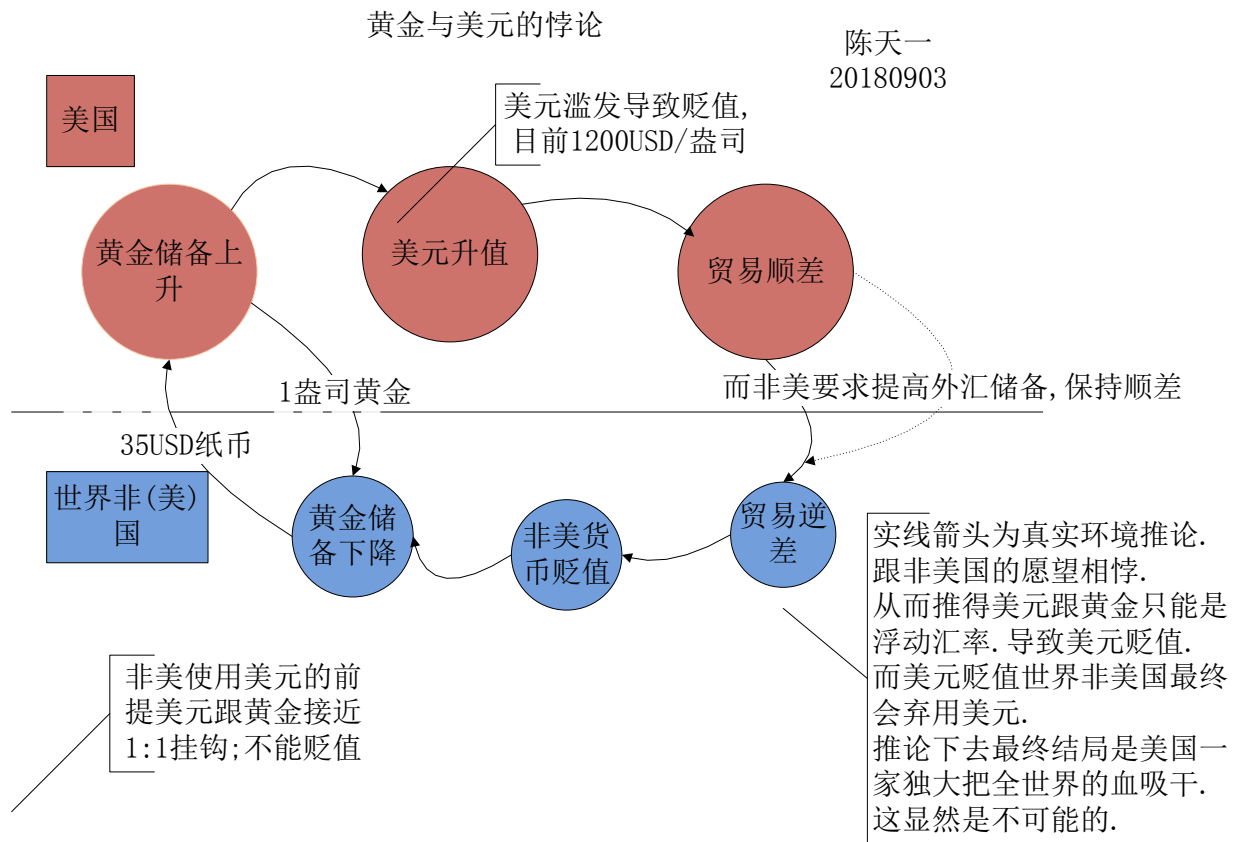 黄金与美元的悖论
陈天一
20180903
美国
美元滥发导致贬值,
目前1200USD/盎司
黄金储备上
升
美元升值
贸易顺差
1盎司黄金
而非美要求提高外汇储备,保持顺差
35USD纸币
世界非(美)
国
黄金储
备下降
非美货
币贬值
贸易逆
差
实线箭头为真实环境推论.
跟非美国的愿望相悖.
从而推得美元跟黄金只能是
浮动汇率.导致美元贬值.
而美元贬值世界非美国最终
会弃用美元.
推论下去最终结局是美国一
家独大把全世界的血吸干.
这显然是不可能的.
非美使用美元的前
提美元跟黄金接近
1:1挂钩;不能贬值